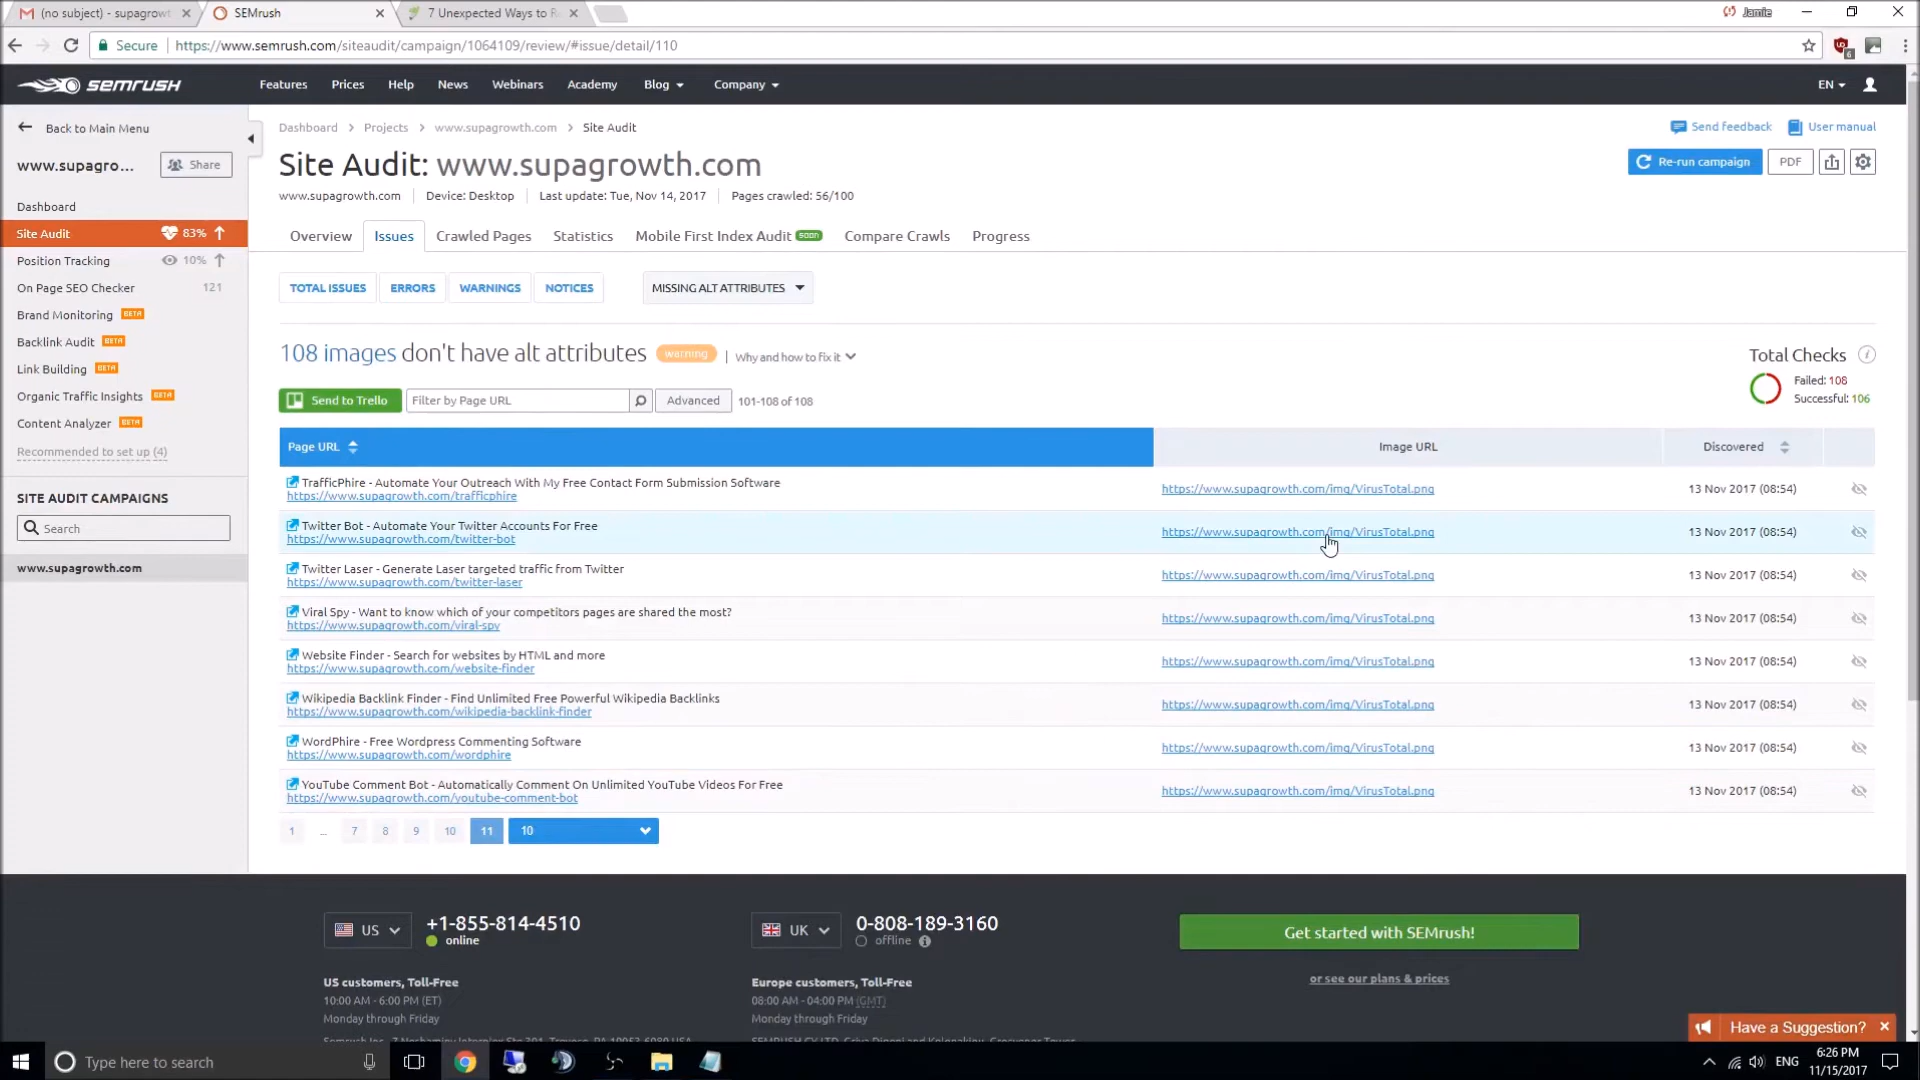 (no subject) - supagrowt
SEMrush
7 Unexpected Ways to R
Jamie
Secure
https://www.semrush.com/siteaudit/campaign/1064109/review/#issue/detail/110
6
SEMRUSH
Features
Prices
Help
News
Webinars
Academy
Blog
Company
EN
Back to Main Menu
www.supagro...
Share
Dashboard
Site Audit
83%
Position Tracking
10%
On Page SEO Checker
121
Brand Monitoring BETA
Backlink Audit BETA
Link Building BETA
Organic Traffic Insights BETA
Content Analyzer BETA
Recommended to set up (4)
SITE AUDIT CAMPAIGNS
Search
www.supagrowth.com
Dashboard > Projects > www.supagrowth.com > Site Audit
Send feedback
User manual
Site Audit: www.supagrowth.com
Re-run campaign
PDF
www.supagrowth.com | Device: Desktop | Last update: Tue, Nov 14, 2017 | Pages crawled: 56/100
Overview
Issues
Crawled Pages
Statistics
Mobile First Index Audit soon
Compare Crawls
Progress
TOTAL ISSUES
ERRORS
WARNINGS
NOTICES
MISSING ALT ATTRIBUTES
108 images don't have alt attributes
warning
Why and how to fix it
Total Checks
Failed: 108
Successful: 106
Send to Trello
Filter by Page URL
Advanced
101-108 of 108
Page URL
Image URL
Discovered
TrafficPhire - Automate Your Outreach With My Free Contact Form Submission Software
https://www.supagrowth.com/trafficphire
https://www.supagrowth.com/img/VirusTotal.png
13 Nov 2017 (08:54)
Twitter Bot - Automate Your Twitter Accounts For Free
https://www.supagrowth.com/twitter-bot
https://www.supagrowth.com/img/VirusTotal.png
13 Nov 2017 (08:54)
Twitter Laser - Generate Laser targeted traffic from Twitter
https://www.supagrowth.com/twitter-laser
https://www.supagrowth.com/img/VirusTotal.png
13 Nov 2017 (08:54)
Viral Spy - Want to know which of your competitors pages are shared the most?
https://www.supagrowth.com/viral-spy
https://www.supagrowth.com/img/VirusTotal.png
13 Nov 2017 (08:54)
Website Finder - Search for websites by HTML and more
https://www.supagrowth.com/website-finder
https://www.supagrowth.com/img/VirusTotal.png
13 Nov 2017 (08:54)
Wikipedia Backlink Finder - Find Unlimited Free Powerful Wikipedia Backlinks
https://www.supagrowth.com/wikipedia-backlink-finder
https://www.supagrowth.com/img/VirusTotal.png
13 Nov 2017 (08:54)
WordPhire - Free Wordpress Commenting Software
https://www.supagrowth.com/wordphire
https://www.supagrowth.com/img/VirusTotal.png
13 Nov 2017 (08:54)
YouTube Comment Bot - Automatically Comment On Unlimited YouTube Videos For Free
https://www.supagrowth.com/youtube-comment-bot
https://www.supagrowth.com/img/VirusTotal.png
13 Nov 2017 (08:54)
1 ... 7 8 9 10 11
10
US
+1-855-814-4510
online
US customers, Toll-Free
10:00 AM - 6:00 PM (ET)
Monday through Friday
UK
0-808-189-3160
offline
Europe customers, Toll-Free
08:00 AM - 04:00 PM (GMT)
Monday through Friday
Get started with SEMrush!
or see our plans & prices
Have a Suggestion?
Type here to search
ENG
6:26 PM
11/15/2017